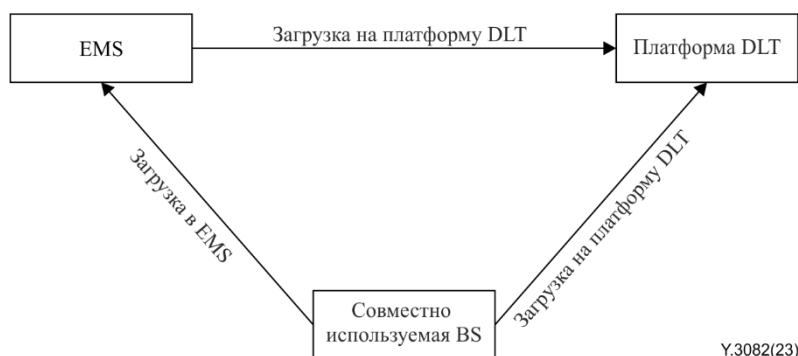 EMS
Загрузка на платформу DLT
Платформа DLT
Загрузка в EMS
Загрузка на платформу DLT
Совместно
используемая BS
Y.3082(23)